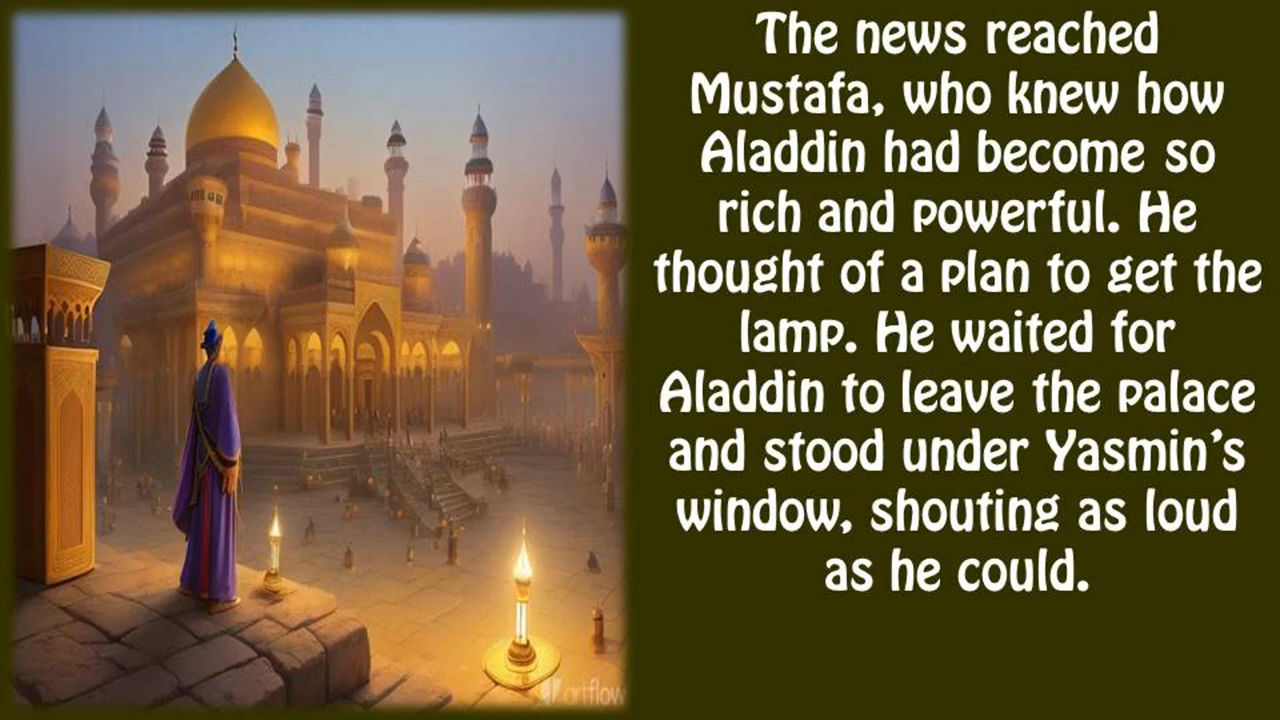 The news reached
Mustafa, who knew how
Aladdin had become so
rich and powerful. He
thought of a plan to get the
lamp. He waited for
Aladdin to leave the palace
and stood under Yasmin’s
window, shouting as loud
as he could.
artflow